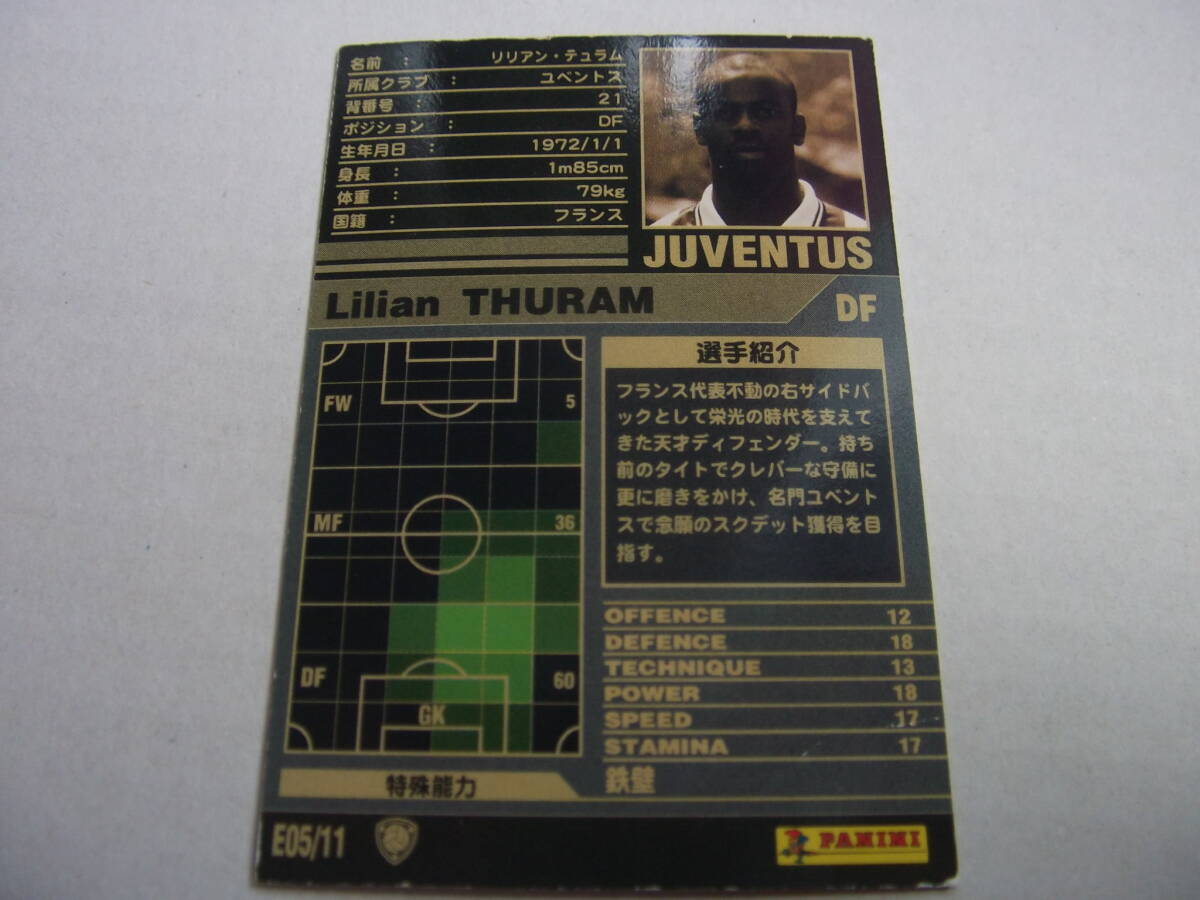 名前 : リリアン・テュラム
所属クラブ : ユベントス
背番号 : 21
ポジション : DF
生年月日 : 1972/1/1
身長 : 1m85cm
体重 : 79kg
国籍 : フランス
JUVENTUS
Lilian THURAM
DF
FW 5
MF 36
DF 60
GK
選手紹介
フランス代表不動の右サイドバ
ックとして栄光の時代を支えて
きた天才ディフェンダー。持ち
前のタイトでクレバーな守備に
更に磨きをかけ、名門ユベント
スで念願のスクデット獲得を目
指す。
OFFENCE 12
DEFENCE 18
TECHNIQUE 13
POWER 18
SPEED 17
STAMINA 17
特殊能力
鉄壁
E05/11
PANINI